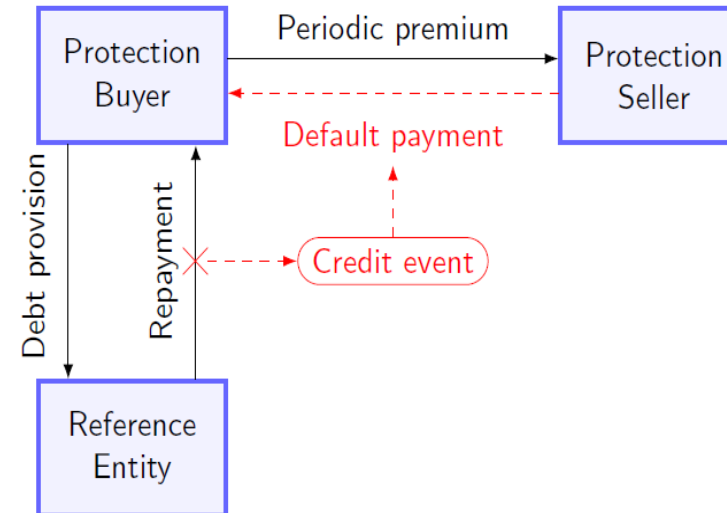 Protection
Buyer
Periodic premium
Protection
Seller
Default payment
Debt provision
Repayment
Credit event
Reference
Entity